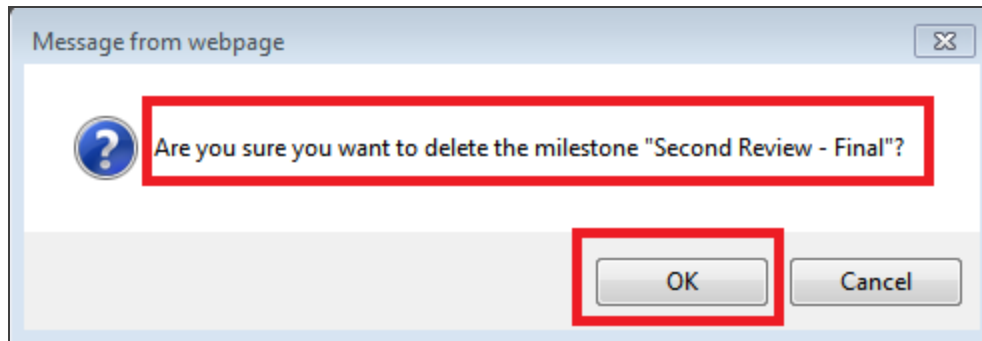 Message from webpage
Are you sure you want to delete the milestone "Second Review - Final"?
OK
Cancel